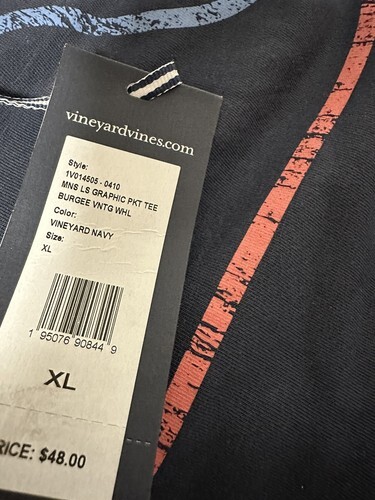 vineyardvines.com
Style:
1V014505 - 0410
MNS LS GRAPHIC PKT TEE
BURGEE VNTG WHL
Color:
VINEYARD NAVY
Size:
XL
1 95076 90844 9
XL
RICE: $48.00